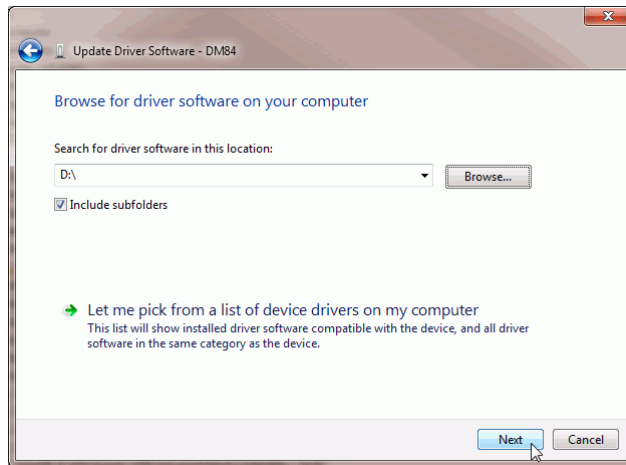 Update Driver Software - DM84
Browse for driver software on your computer
Search for driver software in this location:
D:\
Browse...
Include subfolders
Let me pick from a list of device drivers on my computer
This list will show installed driver software compatible with the device, and all driver
software in the same category as the device.
Next
Cancel